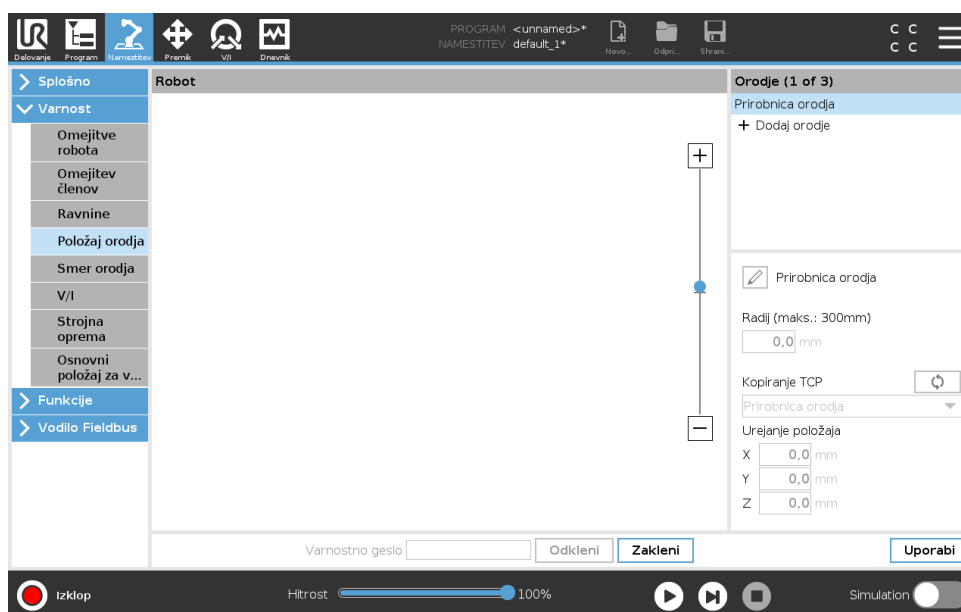 UR
PROGRAM <unnamed>*
NAMESTITEV default_1*
Delovanje Program Namestitev Premik V/I Dnevnik Novo... Odpri... Shrani...
C C
C C
Splošno
Varnost
Omejitve
robota
Omejitev
členov
Ravnine
Položaj orodja
Smer orodja
V/I
Strojna
oprema
Osnovni
položaj za v...
Funkcije
Vodilo Fieldbus
Robot
Orodje (1 of 3)
Prirobnica orodja
+ Dodaj orodje
Prirobnica orodja
Radij (maks.: 300mm)
0,0 mm
Kopiranje TCP
Prirobnica orodja
Urejanje položaja
X 0,0 mm
Y 0,0 mm
Z 0,0 mm
Varnostno geslo Odkleni Zakleni Uporabi
Izklop Hitrost 100% Simulation